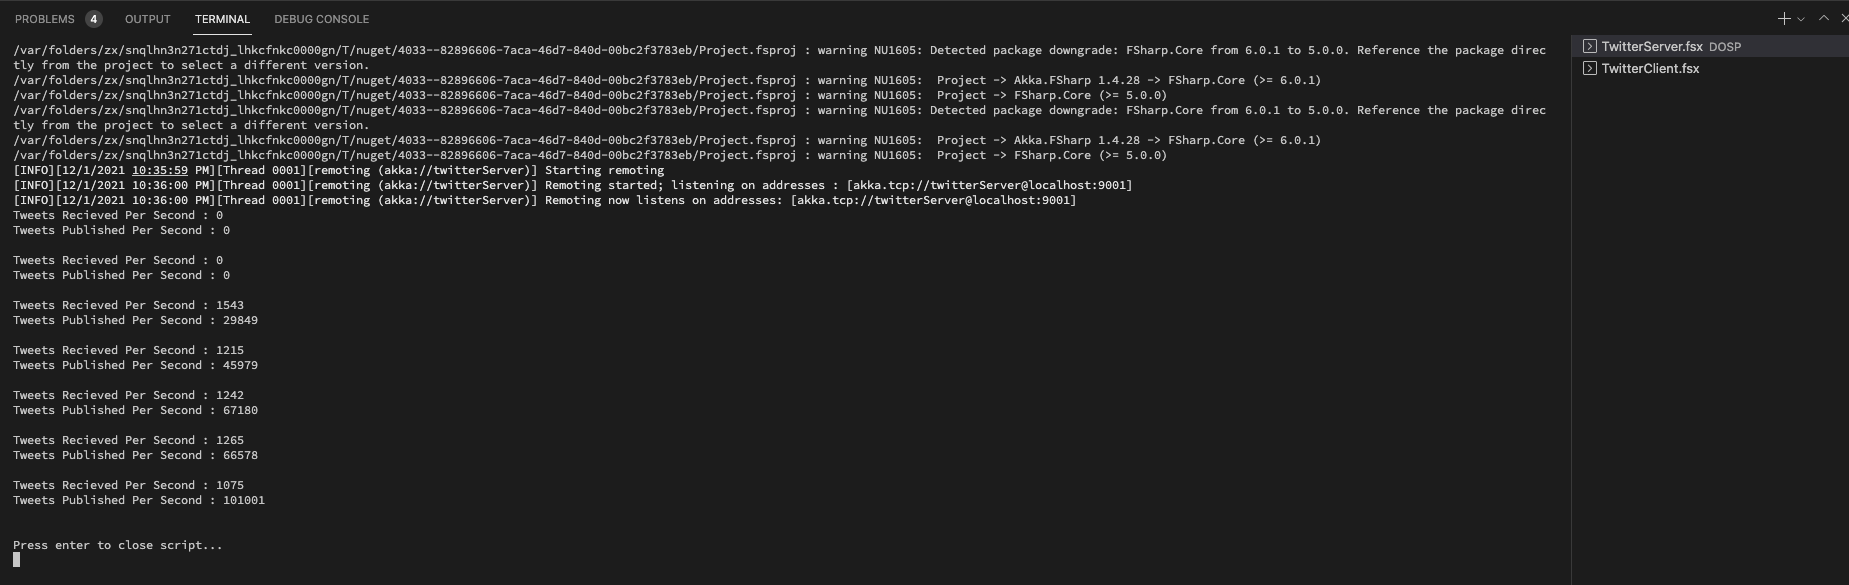 PROBLEMS 4 OUTPUT TERMINAL DEBUG CONSOLE
/var/folders/zx/snqlhn3n271ctdj_lhkcfnkc0000gn/T/nuget/4033--82896606-7aca-46d7-840d-00bc2f3783eb/Project.fsproj : warning NU1605: Detected package downgrade: FSharp.Core from 6.0.1 to 5.0.0. Reference the package direc
tly from the project to select a different version.
/var/folders/zx/snqlhn3n271ctdj_lhkcfnkc0000gn/T/nuget/4033--82896606-7aca-46d7-840d-00bc2f3783eb/Project.fsproj : warning NU1605:  Project -> Akka.FSharp 1.4.28 -> FSharp.Core (>= 6.0.1)
/var/folders/zx/snqlhn3n271ctdj_lhkcfnkc0000gn/T/nuget/4033--82896606-7aca-46d7-840d-00bc2f3783eb/Project.fsproj : warning NU1605:  Project -> FSharp.Core (>= 5.0.0)
/var/folders/zx/snqlhn3n271ctdj_lhkcfnkc0000gn/T/nuget/4033--82896606-7aca-46d7-840d-00bc2f3783eb/Project.fsproj : warning NU1605: Detected package downgrade: FSharp.Core from 6.0.1 to 5.0.0. Reference the package direc
tly from the project to select a different version.
/var/folders/zx/snqlhn3n271ctdj_lhkcfnkc0000gn/T/nuget/4033--82896606-7aca-46d7-840d-00bc2f3783eb/Project.fsproj : warning NU1605:  Project -> Akka.FSharp 1.4.28 -> FSharp.Core (>= 6.0.1)
/var/folders/zx/snqlhn3n271ctdj_lhkcfnkc0000gn/T/nuget/4033--82896606-7aca-46d7-840d-00bc2f3783eb/Project.fsproj : warning NU1605:  Project -> FSharp.Core (>= 5.0.0)
[INFO][12/1/2021 10:35:59 PM][Thread 0001][remoting (akka://twitterServer)] Starting remoting
[INFO][12/1/2021 10:36:00 PM][Thread 0001][remoting (akka://twitterServer)] Remoting started; listening on addresses : [akka.tcp://twitterServer@localhost:9001]
[INFO][12/1/2021 10:36:00 PM][Thread 0001][remoting (akka://twitterServer)] Remoting now listens on addresses: [akka.tcp://twitterServer@localhost:9001]
Tweets Recieved Per Second : 0
Tweets Published Per Second : 0
Tweets Recieved Per Second : 0
Tweets Published Per Second : 0
Tweets Recieved Per Second : 1543
Tweets Published Per Second : 29849
Tweets Recieved Per Second : 1215
Tweets Published Per Second : 45979
Tweets Recieved Per Second : 1242
Tweets Published Per Second : 67180
Tweets Recieved Per Second : 1265
Tweets Published Per Second : 66578
Tweets Recieved Per Second : 1075
Tweets Published Per Second : 101001
Press enter to close script...
TwitterServer.fsx DOSP
TwitterClient.fsx